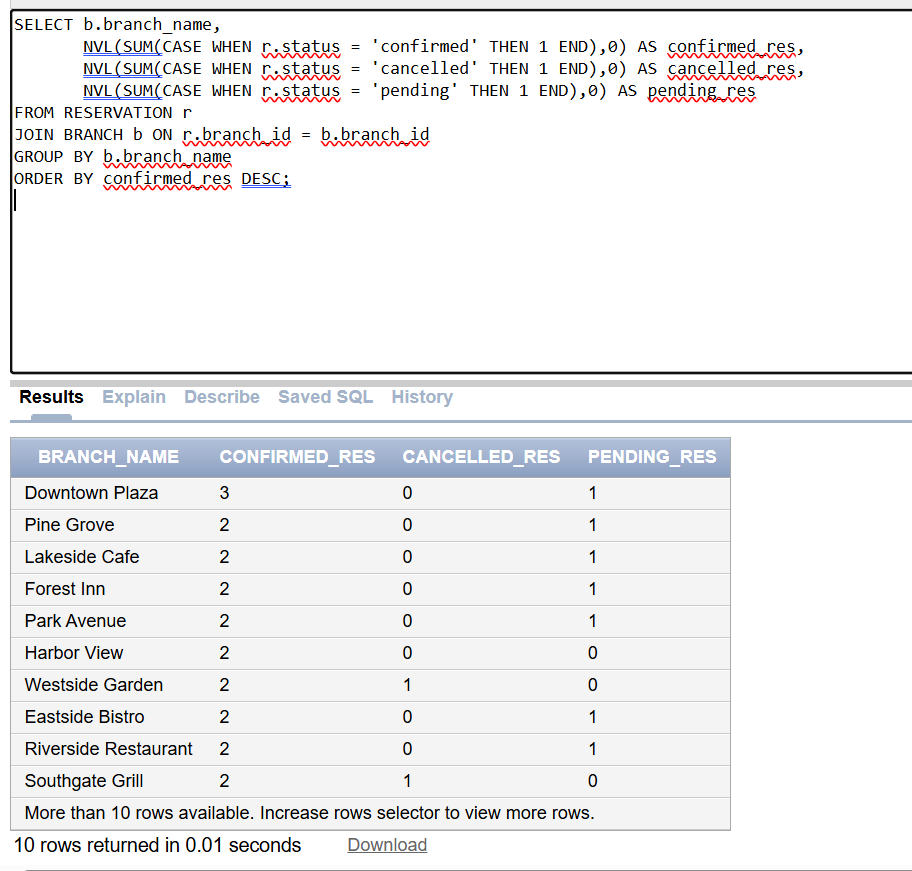 SELECT b.branch_name,
NVL(SUM(CASE WHEN r.status = 'confirmed' THEN 1 END),0) AS confirmed_res,
NVL(SUM(CASE WHEN r.status = 'cancelled' THEN 1 END),0) AS cancelled_res,
NVL(SUM(CASE WHEN r.status = 'pending' THEN 1 END),0) AS pending_res
FROM RESERVATION r
JOIN BRANCH b ON r.branch_id = b.branch_id
GROUP BY b.branch_name
ORDER BY confirmed_res DESC;
Results Explain Describe Saved SQL History
BRANCH_NAME CONFIRMED_RES CANCELLED_RES PENDING_RES
Downtown Plaza 3 0 1
Pine Grove 2 0 1
Lakeside Cafe 2 0 1
Forest Inn 2 0 1
Park Avenue 2 0 1
Harbor View 2 0 0
Westside Garden 2 1 0
Eastside Bistro 2 0 1
Riverside Restaurant 2 0 1
Southgate Grill 2 1 0
More than 10 rows available. Increase rows selector to view more rows.
10 rows returned in 0.01 seconds Download